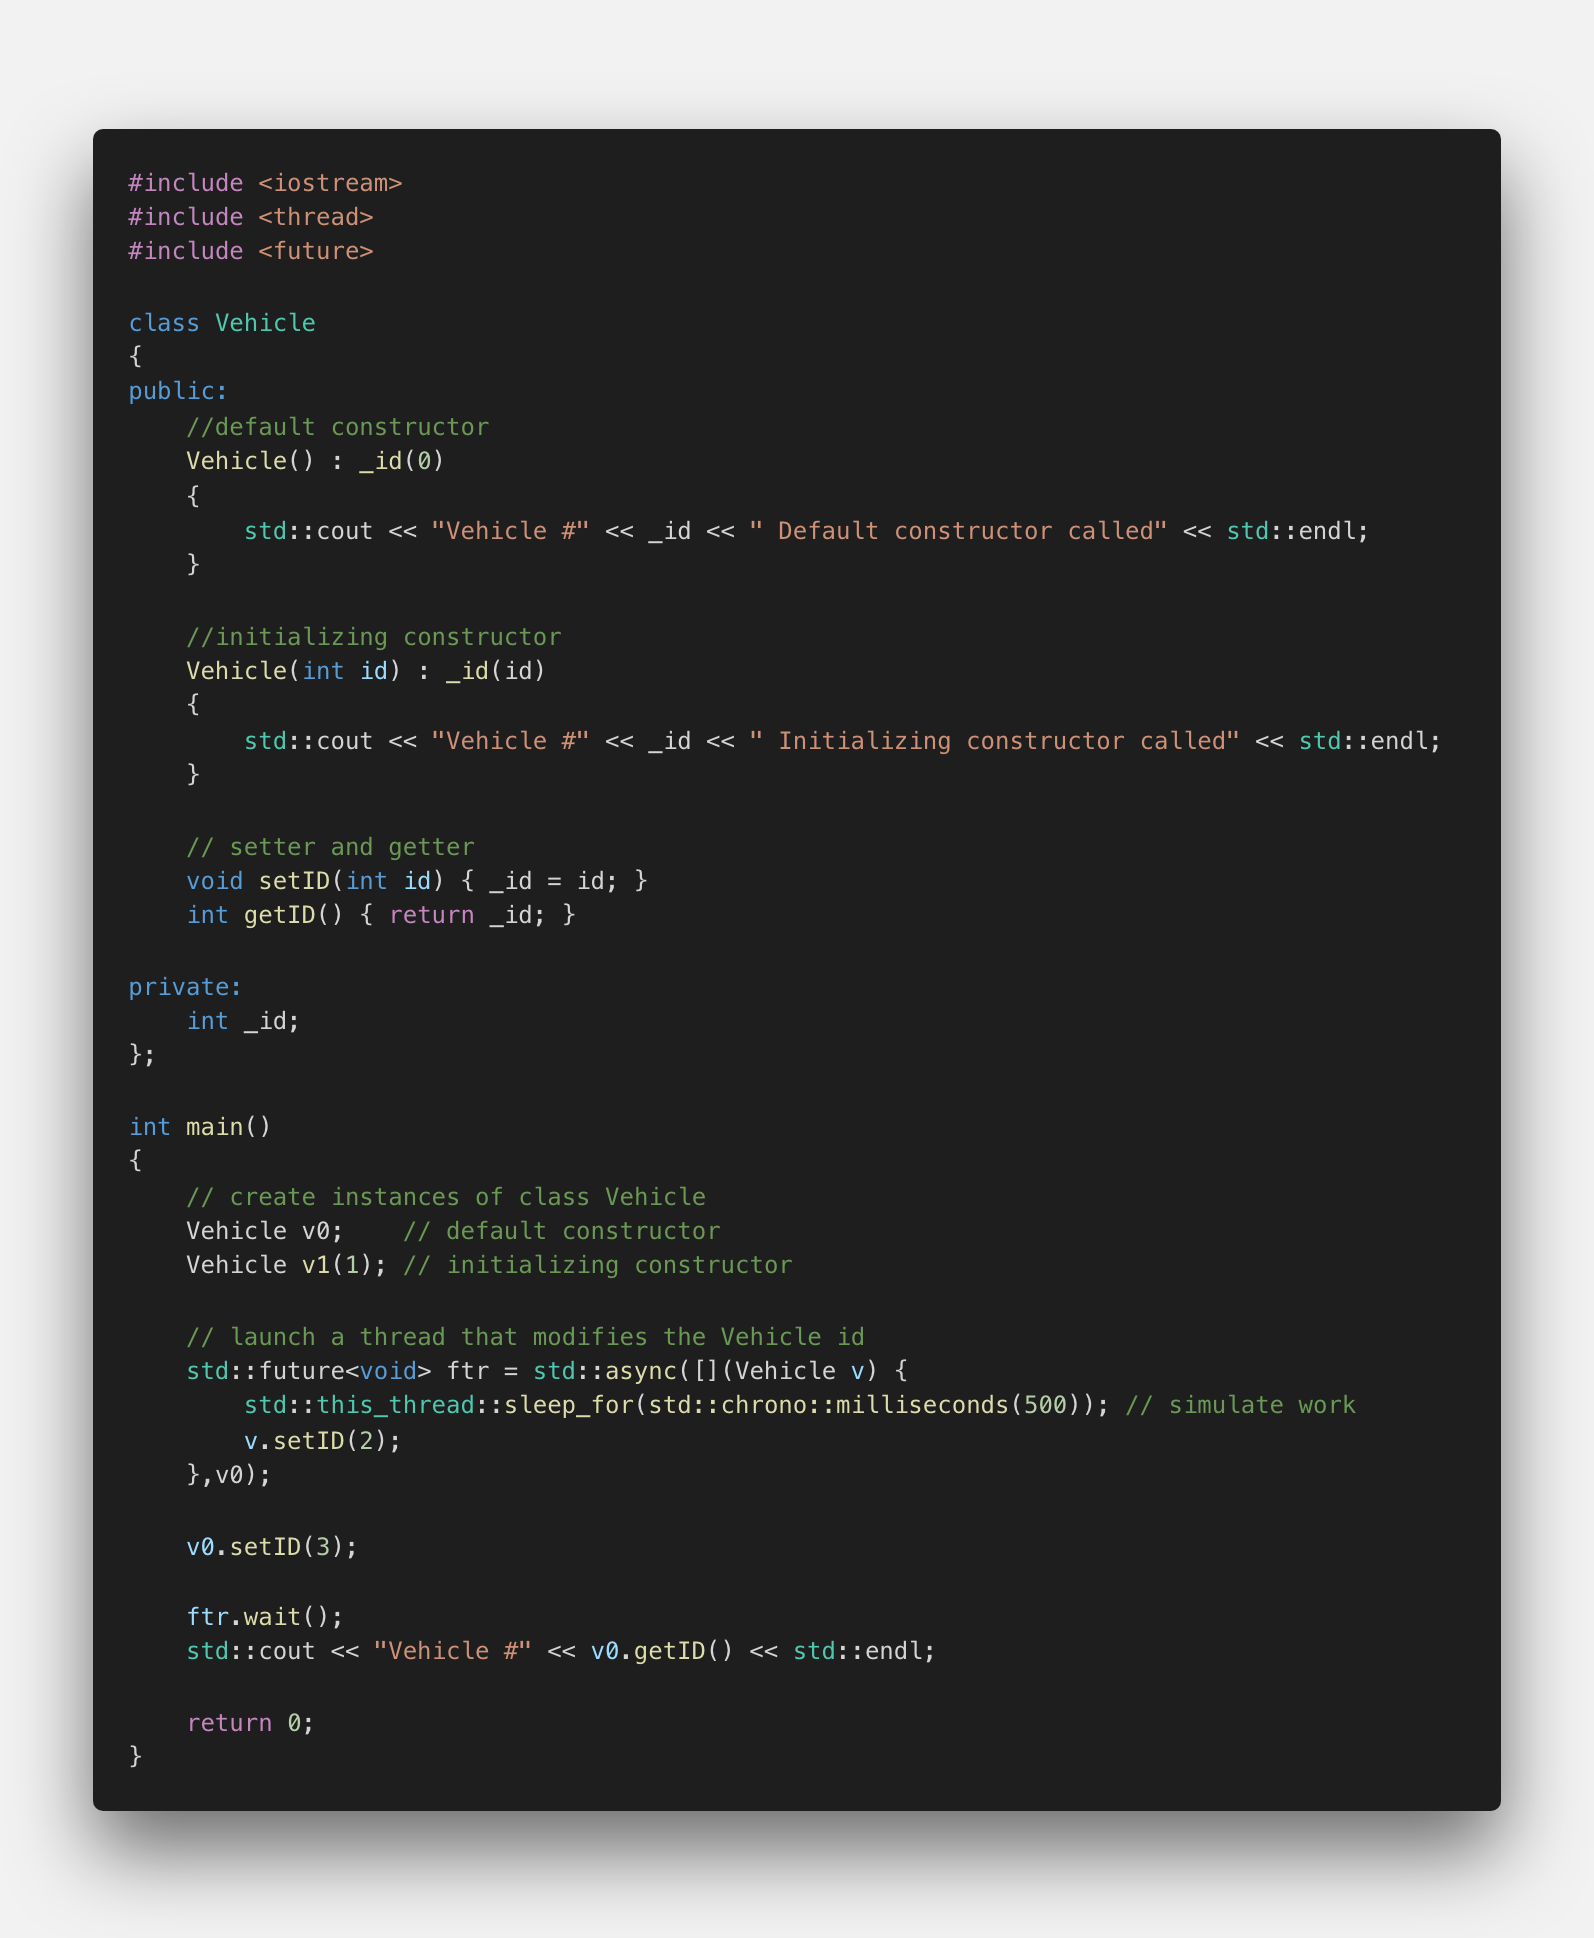 #include <iostream>
#include <thread>
#include <future>

class Vehicle
{
public:
    //default constructor
    Vehicle() : _id(0)
    {
        std::cout << "Vehicle #" << _id << " Default constructor called" << std::endl;
    }

    //initializing constructor
    Vehicle(int id) : _id(id)
    {
        std::cout << "Vehicle #" << _id << " Initializing constructor called" << std::endl;
    }

    // setter and getter
    void setID(int id) { _id = id; }
    int getID() { return _id; }

private:
    int _id;
};

int main()
{
    // create instances of class Vehicle
    Vehicle v0;    // default constructor
    Vehicle v1(1); // initializing constructor

    // launch a thread that modifies the Vehicle id
    std::future<void> ftr = std::async([](Vehicle v) {
        std::this_thread::sleep_for(std::chrono::milliseconds(500)); // simulate work
        v.setID(2);
    },v0);

    v0.setID(3);

    ftr.wait();
    std::cout << "Vehicle #" << v0.getID() << std::endl;

    return 0;
}